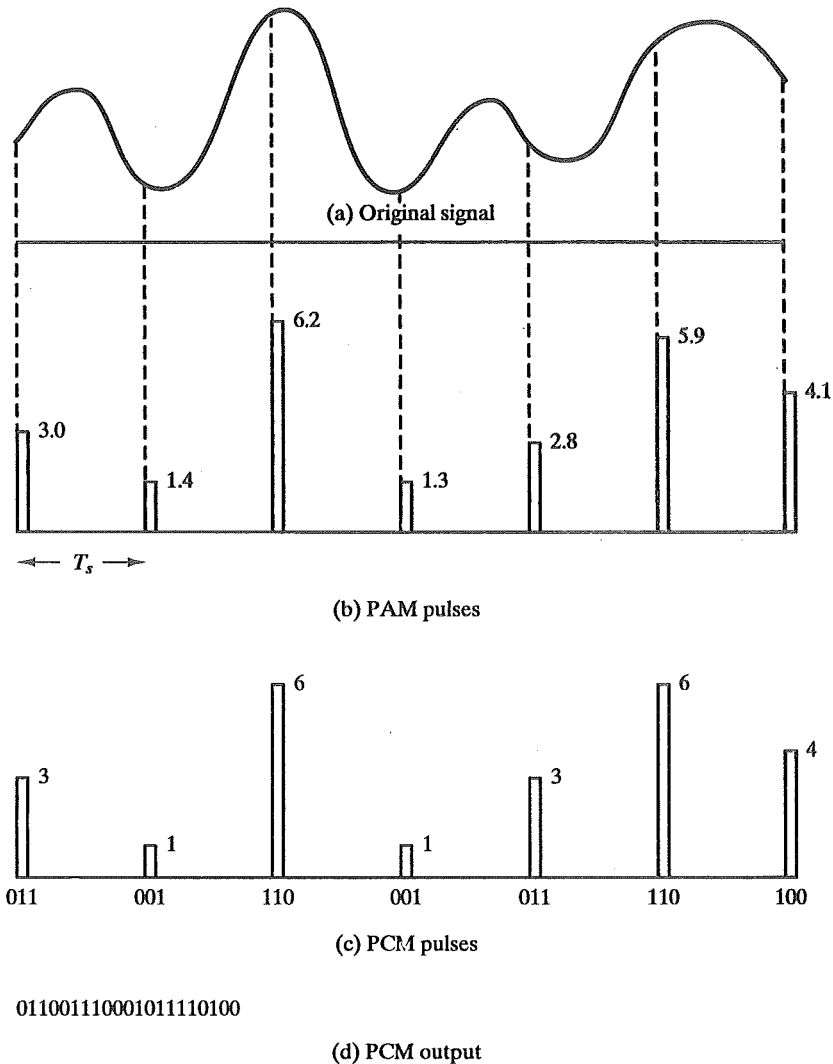 (a) Original signal
6.2
5.9
4.1
3.0
2.8
1.4
1.3
T_s
(b) PAM pulses
6
6
4
3
3
1
1
011 001 110 001 011 110 100
(c) PCM pulses
011001110001011110100
(d) PCM output